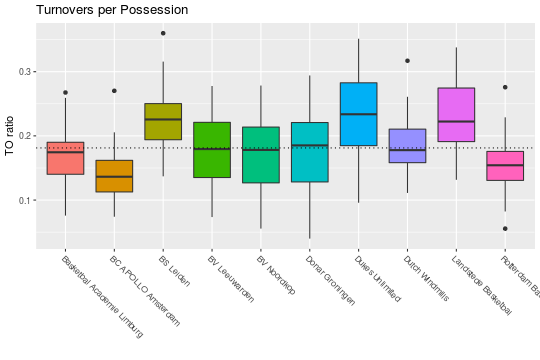 Turnovers per Possession
TO ratio
0.3
0.2
0.1
Basketbal Academie Limburg
BC APOLLO Amsterdam
BS Leiden
BV Leeuwarden
BV Noordkop
Donar Groningen
Dukes Unlimited
Dutch Windmills
Landstede Basketbal
Rotterdam Bas